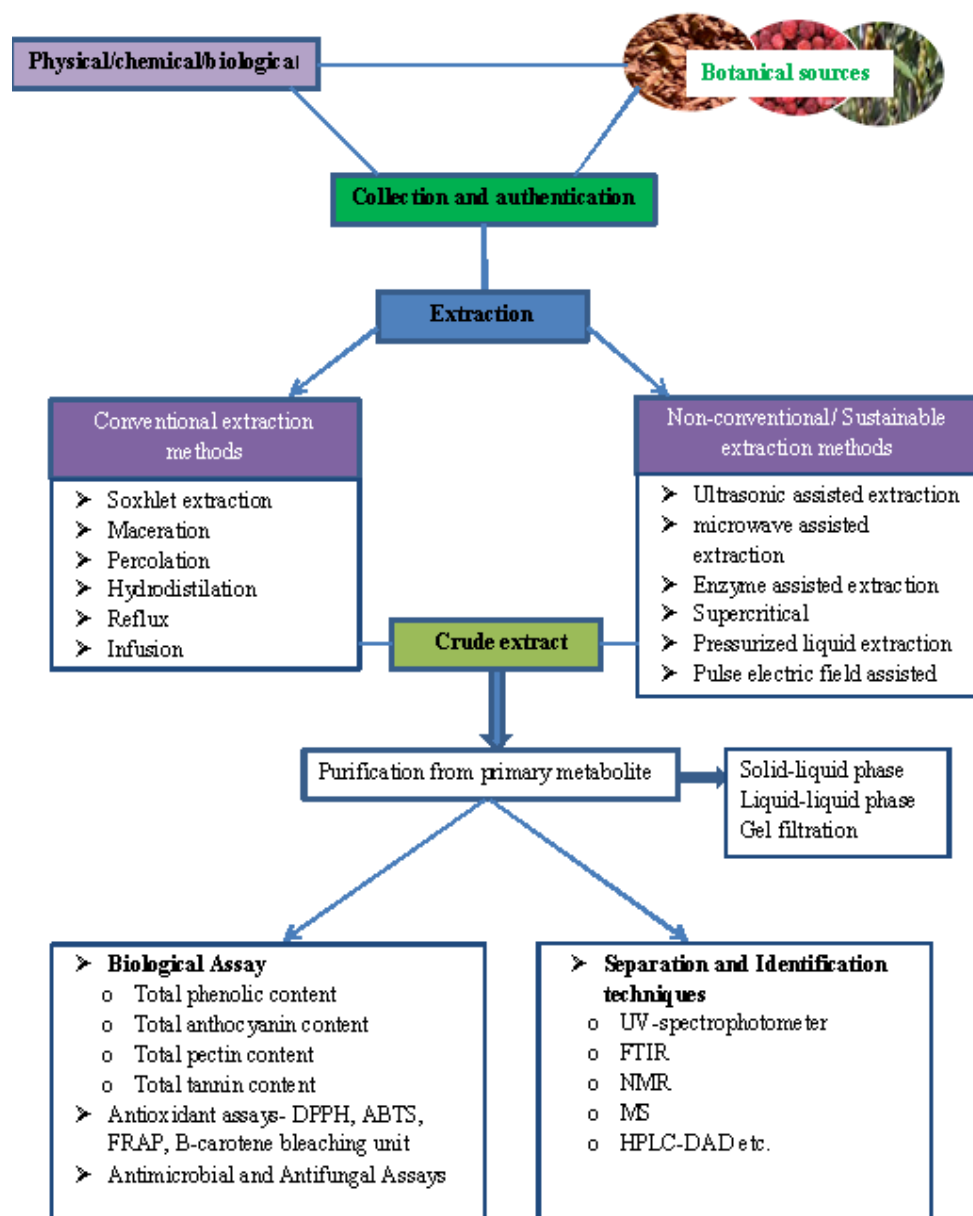 Physical/chemical/biological
Botanical sources
Collection and authentication
Extraction
Conventional extraction
methods
➢ Soxhlet extraction
➢ Maceration
➢ Percolation
➢ Hydrodistilation
➢ Reflux
➢ Infusion
Non-conventional/ Sustainable
extraction methods
➢ Ultrasonic assisted extraction
➢ microwave assisted
extraction
➢ Enzyme assisted extraction
➢ Supercritical
➢ Pressurized liquid extraction
➢ Pulse electric field assisted
Crude extract
Purification from primary metabolite
Solid-liquid phase
Liquid-liquid phase
Gel filtration
➢ Biological Assay
o Total phenolic content
o Total anthocyanin content
o Total pectin content
o Total tannin content
➢ Antioxidant assays- DPPH, ABTS,
FRAP, B-carotene bleaching unit
➢ Antimicrobial and Antifungal Assays
➢ Separation and Identification
techniques
o UV-spectrophotometer
o FTIR
o NMR
o MS
o HPLC-DAD etc.